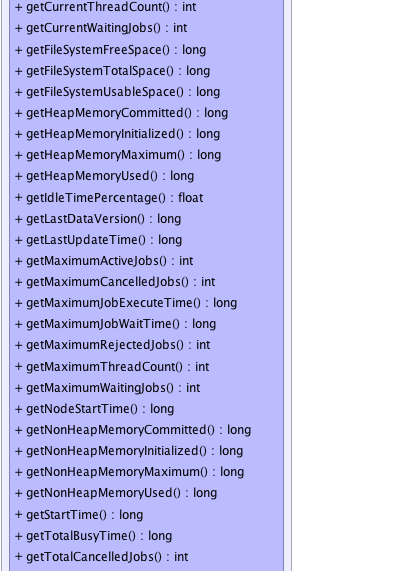 + getCurrentThreadCount() : int
+ getCurrentWaitingJobs() : int
+ getFileSystemFreeSpace() : long
+ getFileSystemTotalSpace() : long
+ getFileSystemUsableSpace() : long
+ getHeapMemoryCommitted() : long
+ getHeapMemoryInitialized() : long
+ getHeapMemoryMaximum() : long
+ getHeapMemoryUsed() : long
+ getIdleTimePercentage() : float
+ getLastDataVersion() : long
+ getLastUpdateTime() : long
+ getMaximumActiveJobs() : int
+ getMaximumCancelledJobs() : int
+ getMaximumJobExecuteTime() : long
+ getMaximumJobWaitTime() : long
+ getMaximumRejectedJobs() : int
+ getMaximumThreadCount() : int
+ getMaximumWaitingJobs() : int
+ getNodeStartTime() : long
+ getNonHeapMemoryCommitted() : long
+ getNonHeapMemoryInitialized() : long
+ getNonHeapMemoryMaximum() : long
+ getNonHeapMemoryUsed() : long
+ getStartTime() : long
+ getTotalBusyTime() : long
+ getTotalCancelledJobs() : int